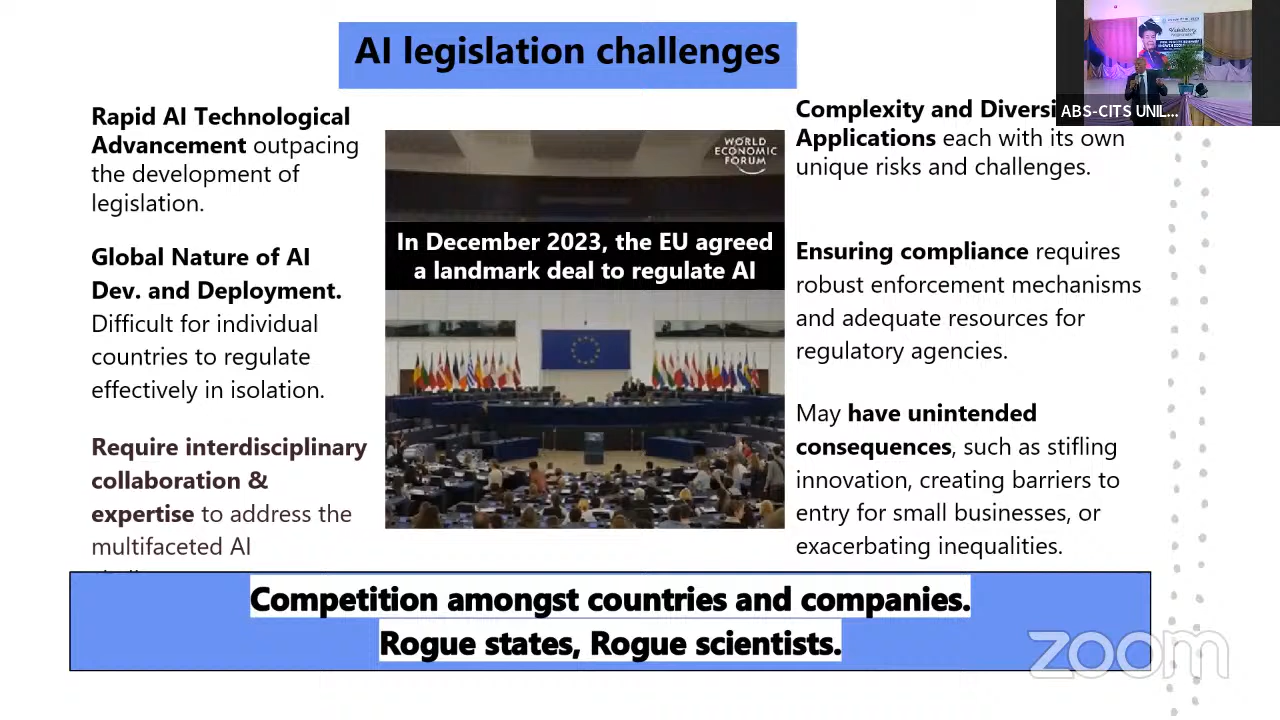 AI legislation challenges
Rapid AI Technological
Advancement outpacing
the development of
legislation.
Global Nature of AI
Dev. and Deployment.
Difficult for individual
countries to regulate
effectively in isolation.
Require interdisciplinary
collaboration &
expertise to address the
multifaceted AI
WORLD
ECONOMIC
FORUM
In December 2023, the EU agreed
a landmark deal to regulate AI
Complexity and
Applications each with its own
unique risks and challenges.
Ensuring compliance requires
robust enforcement mechanisms
and adequate resources for
regulatory agencies.
May have unintended
consequences, such as stifling
innovation, creating barriers to
entry for small businesses, or
exacerbating inequalities.
Competition amongst countries and companies.
Rogue states, Rogue scientists.
ABS-CITS UNIL...
zoom